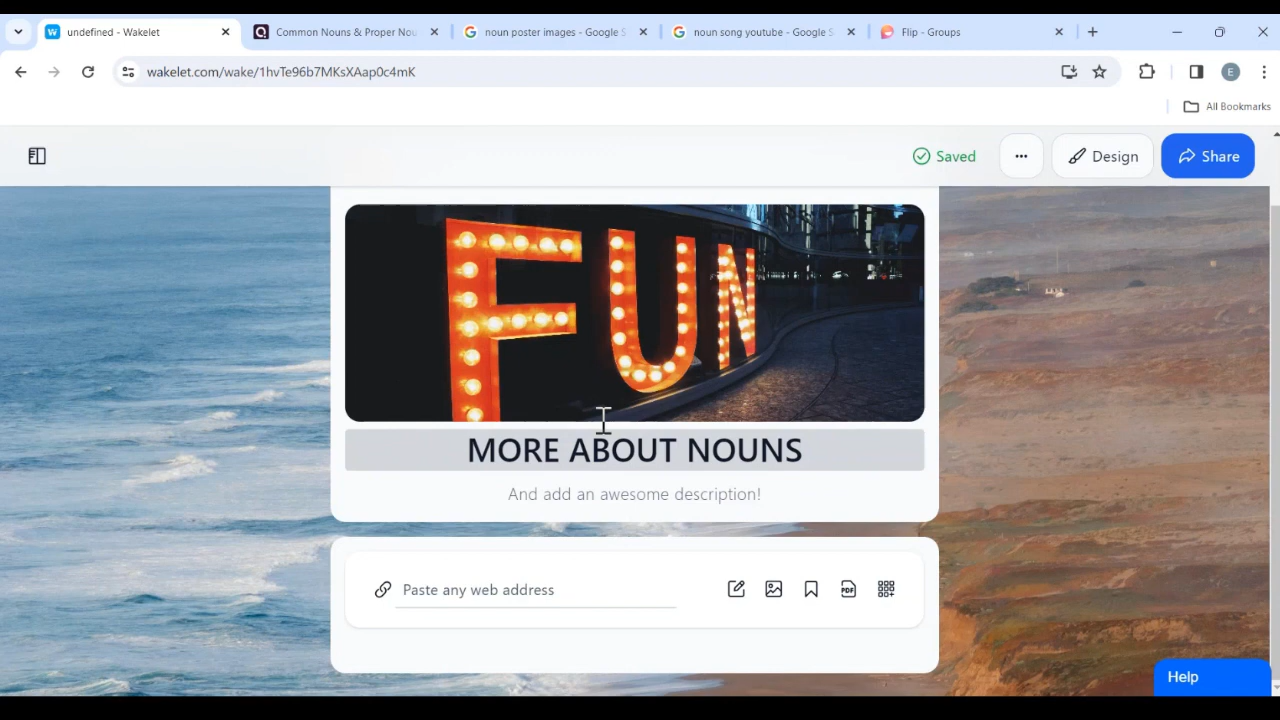 undefined - Wakelet
Common Nouns & Proper Nou
noun poster images - Google S
noun song youtube - Google S
Flip - Groups
wakelet.com/wake/1hvTe96b7MKsXAap0c4mK
E
All Bookmarks
Saved
Design
Share
FUN
MORE ABOUT NOUNS
And add an awesome description!
Paste any web address
PDF
Help